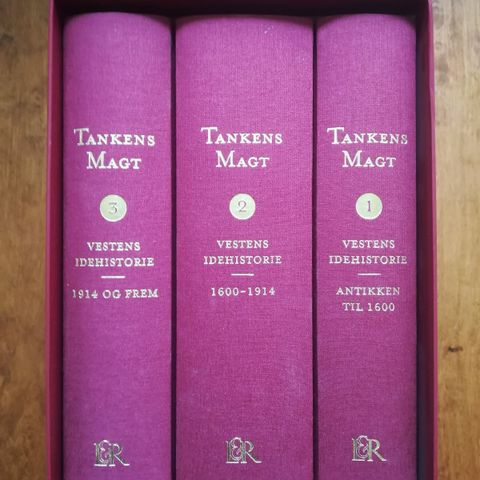 TANKENS
MAGT
3
VESTENS
IDEHISTORIE
1914 OG FREM
L&R
TANKENS
MAGT
2
VESTENS
IDEHISTORIE
1600-1914
L&R
TANKENS
MAGT
1
VESTENS
IDEHISTORIE
ANTIKKEN
TIL 1600
L&R